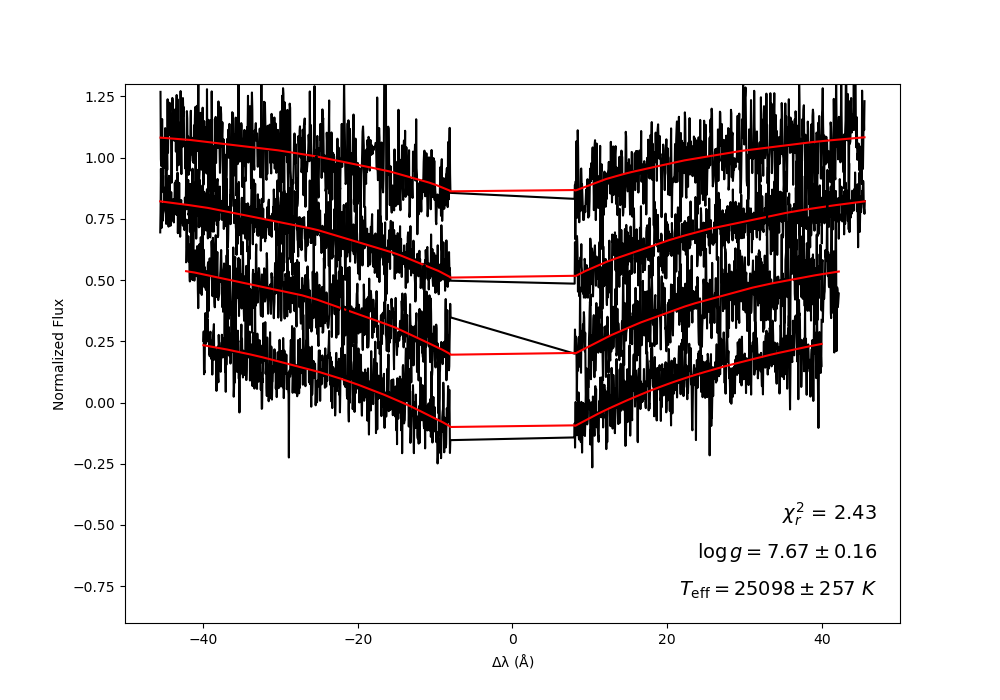 1.25
1.00
0.75
0.50
0.25
0.00
−0.25
−0.50
−0.75
Normalized Flux
χ²ᵣ = 2.43
log g = 7.67 ± 0.16
T_eff = 25098 ± 257 K
−40
−20
0
20
40
Δλ (Å)